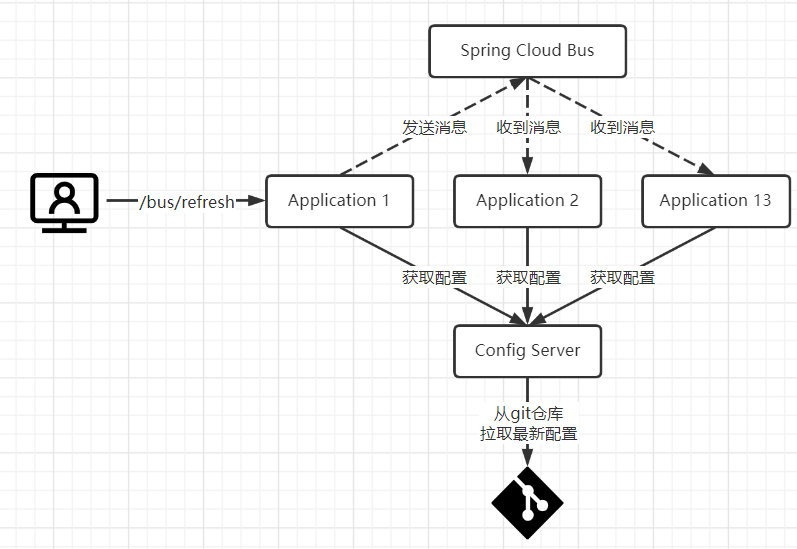 Spring Cloud Bus
发送消息
收到消息
收到消息
/bus/refresh
Application 1
Application 2
Application 13
获取配置
获取配置
获取配置
Config Server
从git仓库
拉取最新配置